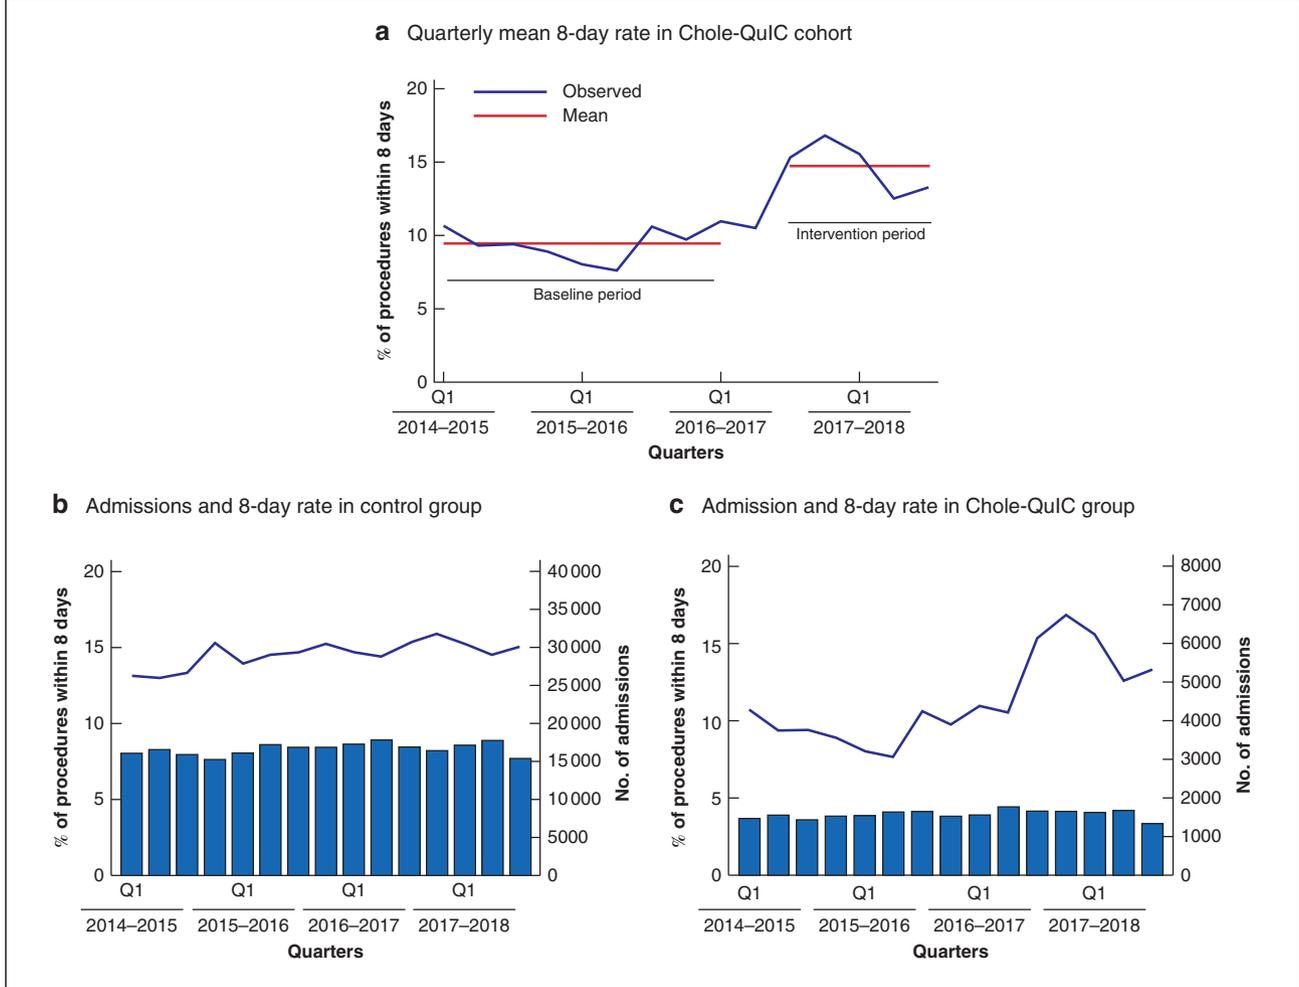 a Quarterly mean 8-day rate in Chole-QuIC cohort
20
15
10
5
0
% of procedures within 8 days
Observed
Mean
Baseline period
Intervention period
Q1 Q1 Q1 Q1
2014–2015 2015–2016 2016–2017 2017–2018
Quarters
b Admissions and 8-day rate in control group
20
15
10
5
0
% of procedures within 8 days
40 000
35 000
30 000
25 000
20 000
15 000
10 000
5000
0
No. of admissions
Q1 Q1 Q1 Q1
2014–2015 2015–2016 2016–2017 2017–2018
Quarters
c Admission and 8-day rate in Chole-QuIC group
20
15
10
5
0
% of procedures within 8 days
8000
7000
6000
5000
4000
3000
2000
1000
0
No. of admissions
Q1 Q1 Q1 Q1
2014–2015 2015–2016 2016–2017 2017–2018
Quarters